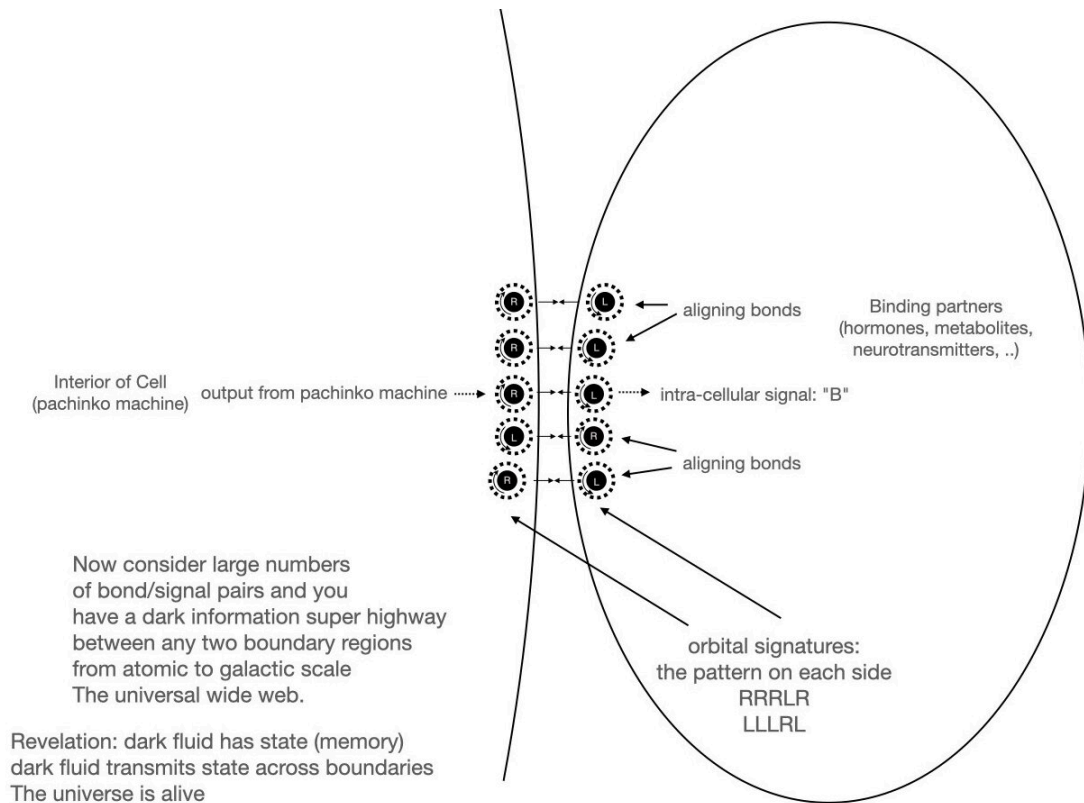 R L
aligning bonds
Binding partners
(hormones, metabolites,
neurotransmitters, ..)
R L
Interior of Cell
(pachinko machine)
output from pachinko machine
R L
intra-cellular signal: "B"
L R
aligning bonds
R L
Now consider large numbers
of bond/signal pairs and you
have a dark information super highway
between any two boundary regions
from atomic to galactic scale
The universal wide web.
orbital signatures:
the pattern on each side
RRRLR
LLLRL
Revelation: dark fluid has state (memory)
dark fluid transmits state across boundaries
The universe is alive